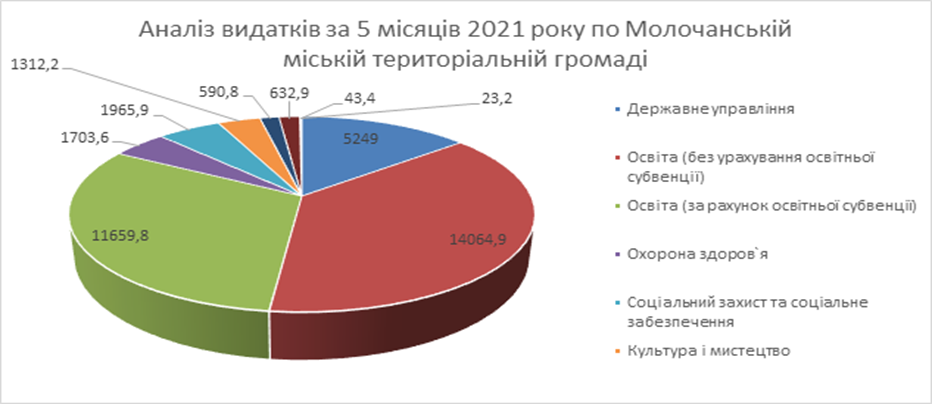 Аналіз видатків за 5 місяців 2021 року по Молочанській
міській територіальній громаді
1312,2
590,8
632,9
43,4
23,2
1965,9
1703,6
5249
11659,8
14064,9
Державне управління
Освіта (без урахування освітньої
субвенції)
Освіта (за рахунок освітньої субвенції)
Охорона здоров`я
Соціальний захист та соціальне
забезпечення
Культура і мистецтво